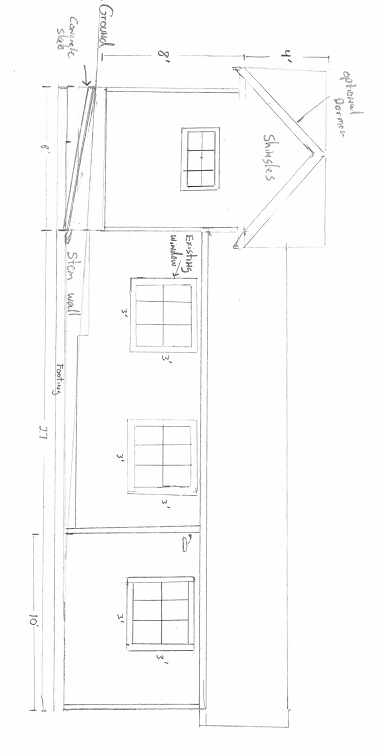 Ground
Concrete
Slab
8'
4'
optional
Dormer
Shingles
8'
Existing
Window
Stem wall
3'
3'
Footing
27
3'
3'
3'
3'
10'